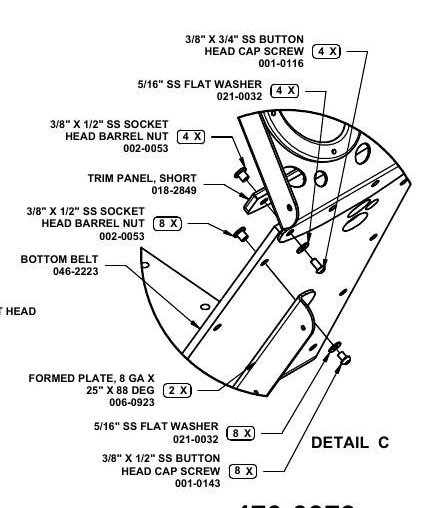 3/8" X 3/4" SS BUTTON
HEAD CAP SCREW
001-0116
4 X
5/16" SS FLAT WASHER
021-0032
4 X
3/8" X 1/2" SS SOCKET
HEAD BARREL NUT
002-0053
4 X
TRIM PANEL, SHORT
018-2849
3/8" X 1/2" SS SOCKET
HEAD BARREL NUT
002-0053
8 X
BOTTOM BELT
046-2223
T HEAD
FORMED PLATE, 8 GA X
25" X 88 DEG
006-0923
2 X
5/16" SS FLAT WASHER
021-0032
8 X
DETAIL C
3/8" X 1/2" SS BUTTON
HEAD CAP SCREW
001-0143
8 X